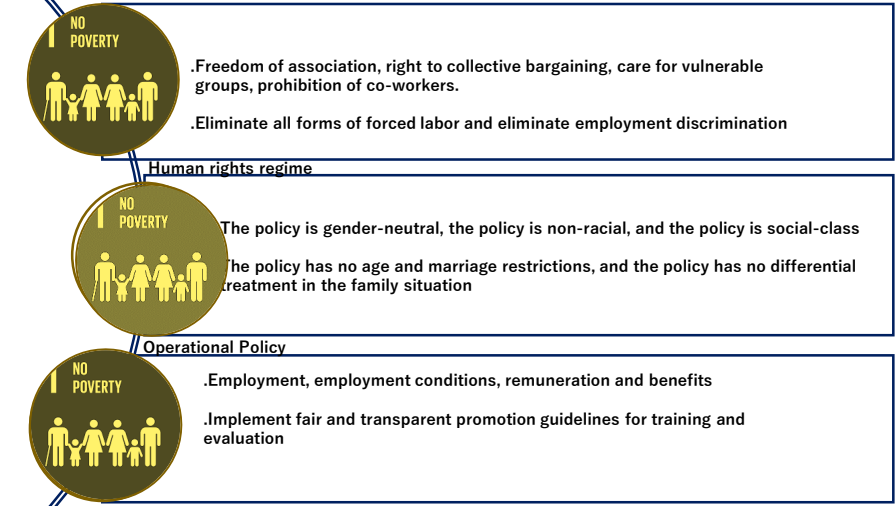 NO
POVERTY
.Freedom of association, right to collective bargaining, care for vulnerable
groups, prohibition of co-workers.
.Eliminate all forms of forced labor and eliminate employment discrimination
Human rights regime
1 NO
POVERTY
The policy is gender-neutral, the policy is non-racial, and the policy is social-class
The policy has no age and marriage restrictions, and the policy has no differential
treatment in the family situation
Operational Policy
1 NO
POVERTY
.Employment, employment conditions, remuneration and benefits
.Implement fair and transparent promotion guidelines for training and
evaluation